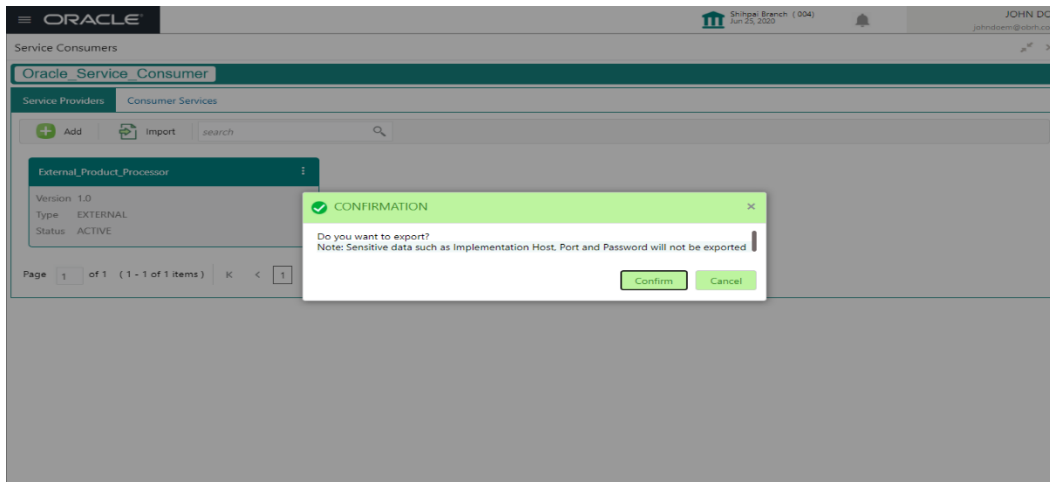 ORACLE
Shihpai Branch ( 004)
Jun 25, 2020
JOHN DO
johndoem@obrh.co
Service Consumers
Oracle_Service_Consumer
Service Providers
Consumer Services
Add
Import
search
External_Product_Processor
Version 1.0
Type EXTERNAL
Status ACTIVE
CONFIRMATION
Do you want to export?
Note: Sensitive data such as Implementation Host, Port and Password will not be exported
Confirm
Cancel
Page 1 of 1 ( 1 - 1 of 1 items ) K < 1